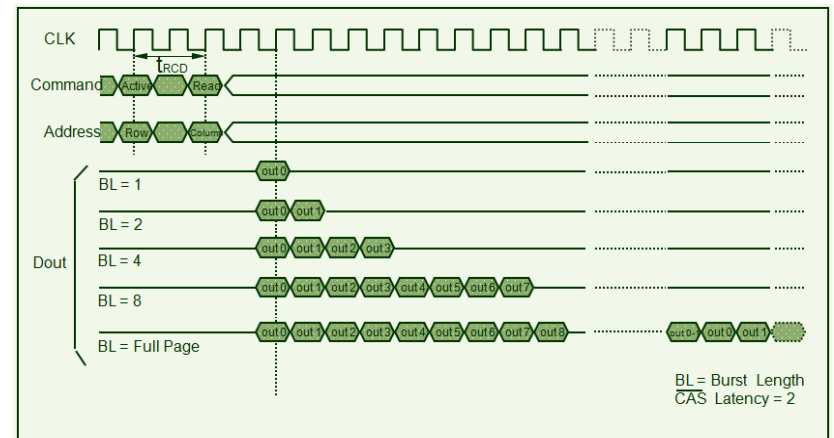 CLK
tRCD
Command Active Read
Address Row Column
out 0
BL = 1
out 0 out 1
BL = 2
out 0 out 1 out 2 out 3
BL = 4
Dout
out 0 out 1 out 2 out 3 out 4 out 5 out 6 out 7
BL = 8
out 0 out 1 out 2 out 3 out 4 out 5 out 6 out 7 out 8 out 0-1 out 0 out 1
BL = Full Page
BL = Burst Length
CAS Latency = 2